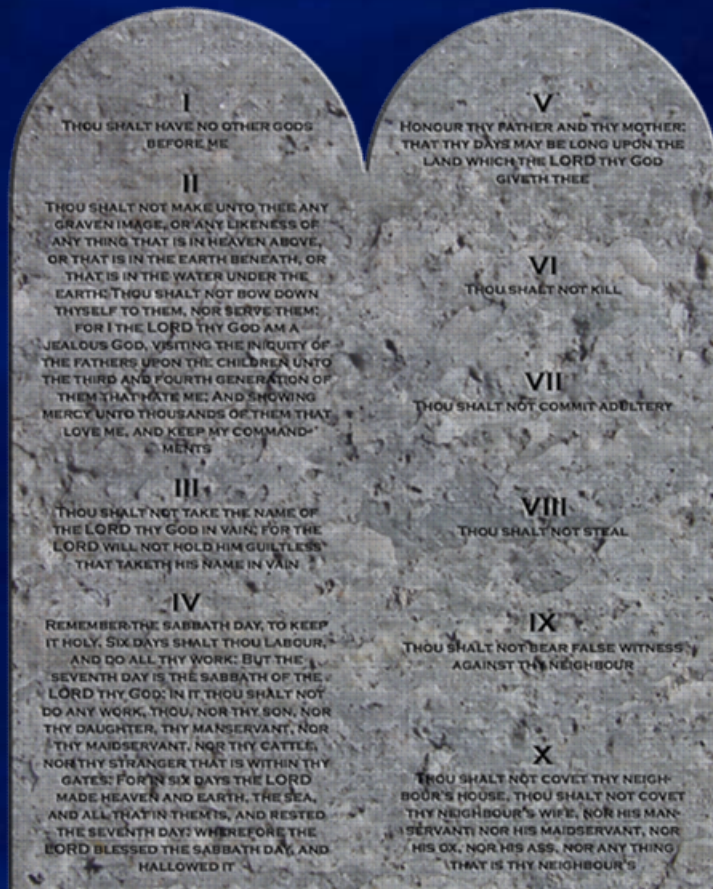 I
THOU SHALT HAVE NO OTHER GODS
BEFORE ME
II
THOU SHALT NOT MAKE UNTO THEE ANY
GRAVEN IMAGE, OR ANY LIKENESS OF
ANY THING THAT IS IN HEAVEN ABOVE,
OR THAT IS IN THE EARTH BENEATH, OR
THAT IS IN THE WATER UNDER THE
EARTH: THOU SHALT NOT BOW DOWN
THYSELF TO THEM, NOR SERVE THEM:
FOR I THE LORD THY GOD AM A
JEALOUS GOD, VISITING THE INIQUITY OF
THE FATHERS UPON THE CHILDREN UNTO
THE THIRD AND FOURTH GENERATION OF
THEM THAT HATE ME; AND SHOWING
MERCY UNTO THOUSANDS OF THEM THAT
LOVE ME, AND KEEP MY COMMAND-
MENTS
III
THOU SHALT NOT TAKE THE NAME OF
THE LORD THY GOD IN VAIN; FOR THE
LORD WILL NOT HOLD HIM GUILTLESS
THAT TAKETH HIS NAME IN VAIN
IV
REMEMBER THE SABBATH DAY, TO KEEP
IT HOLY. SIX DAYS SHALT THOU LABOUR,
AND DO ALL THY WORK: BUT THE
SEVENTH DAY IS THE SABBATH OF THE
LORD THY GOD: IN IT THOU SHALT NOT
DO ANY WORK, THOU, NOR THY SON, NOR
THY DAUGHTER, THY MANSERVANT, NOR
THY MAIDSERVANT, NOR THY CATTLE,
NOR THY STRANGER THAT IS WITHIN THY
GATES: FOR IN SIX DAYS THE LORD
MADE HEAVEN AND EARTH, THE SEA,
AND ALL THAT IN THEM IS, AND RESTED
THE SEVENTH DAY: WHEREFORE THE
LORD BLESSED THE SABBATH DAY, AND
HALLOWED IT
V
HONOUR THY FATHER AND THY MOTHER:
THAT THY DAYS MAY BE LONG UPON THE
LAND WHICH THE LORD THY GOD
GIVETH THEE
VI
THOU SHALT NOT KILL
VII
THOU SHALT NOT COMMIT ADULTERY
VIII
THOU SHALT NOT STEAL
IX
THOU SHALT NOT BEAR FALSE WITNESS
AGAINST THY NEIGHBOUR
X
THOU SHALT NOT COVET THY NEIGH-
BOUR'S HOUSE, THOU SHALT NOT COVET
THY NEIGHBOUR'S WIFE, NOR HIS MAN-
SERVANT, NOR HIS MAIDSERVANT, NOR
HIS OX, NOR HIS ASS, NOR ANY THING
THAT IS THY NEIGHBOUR'S